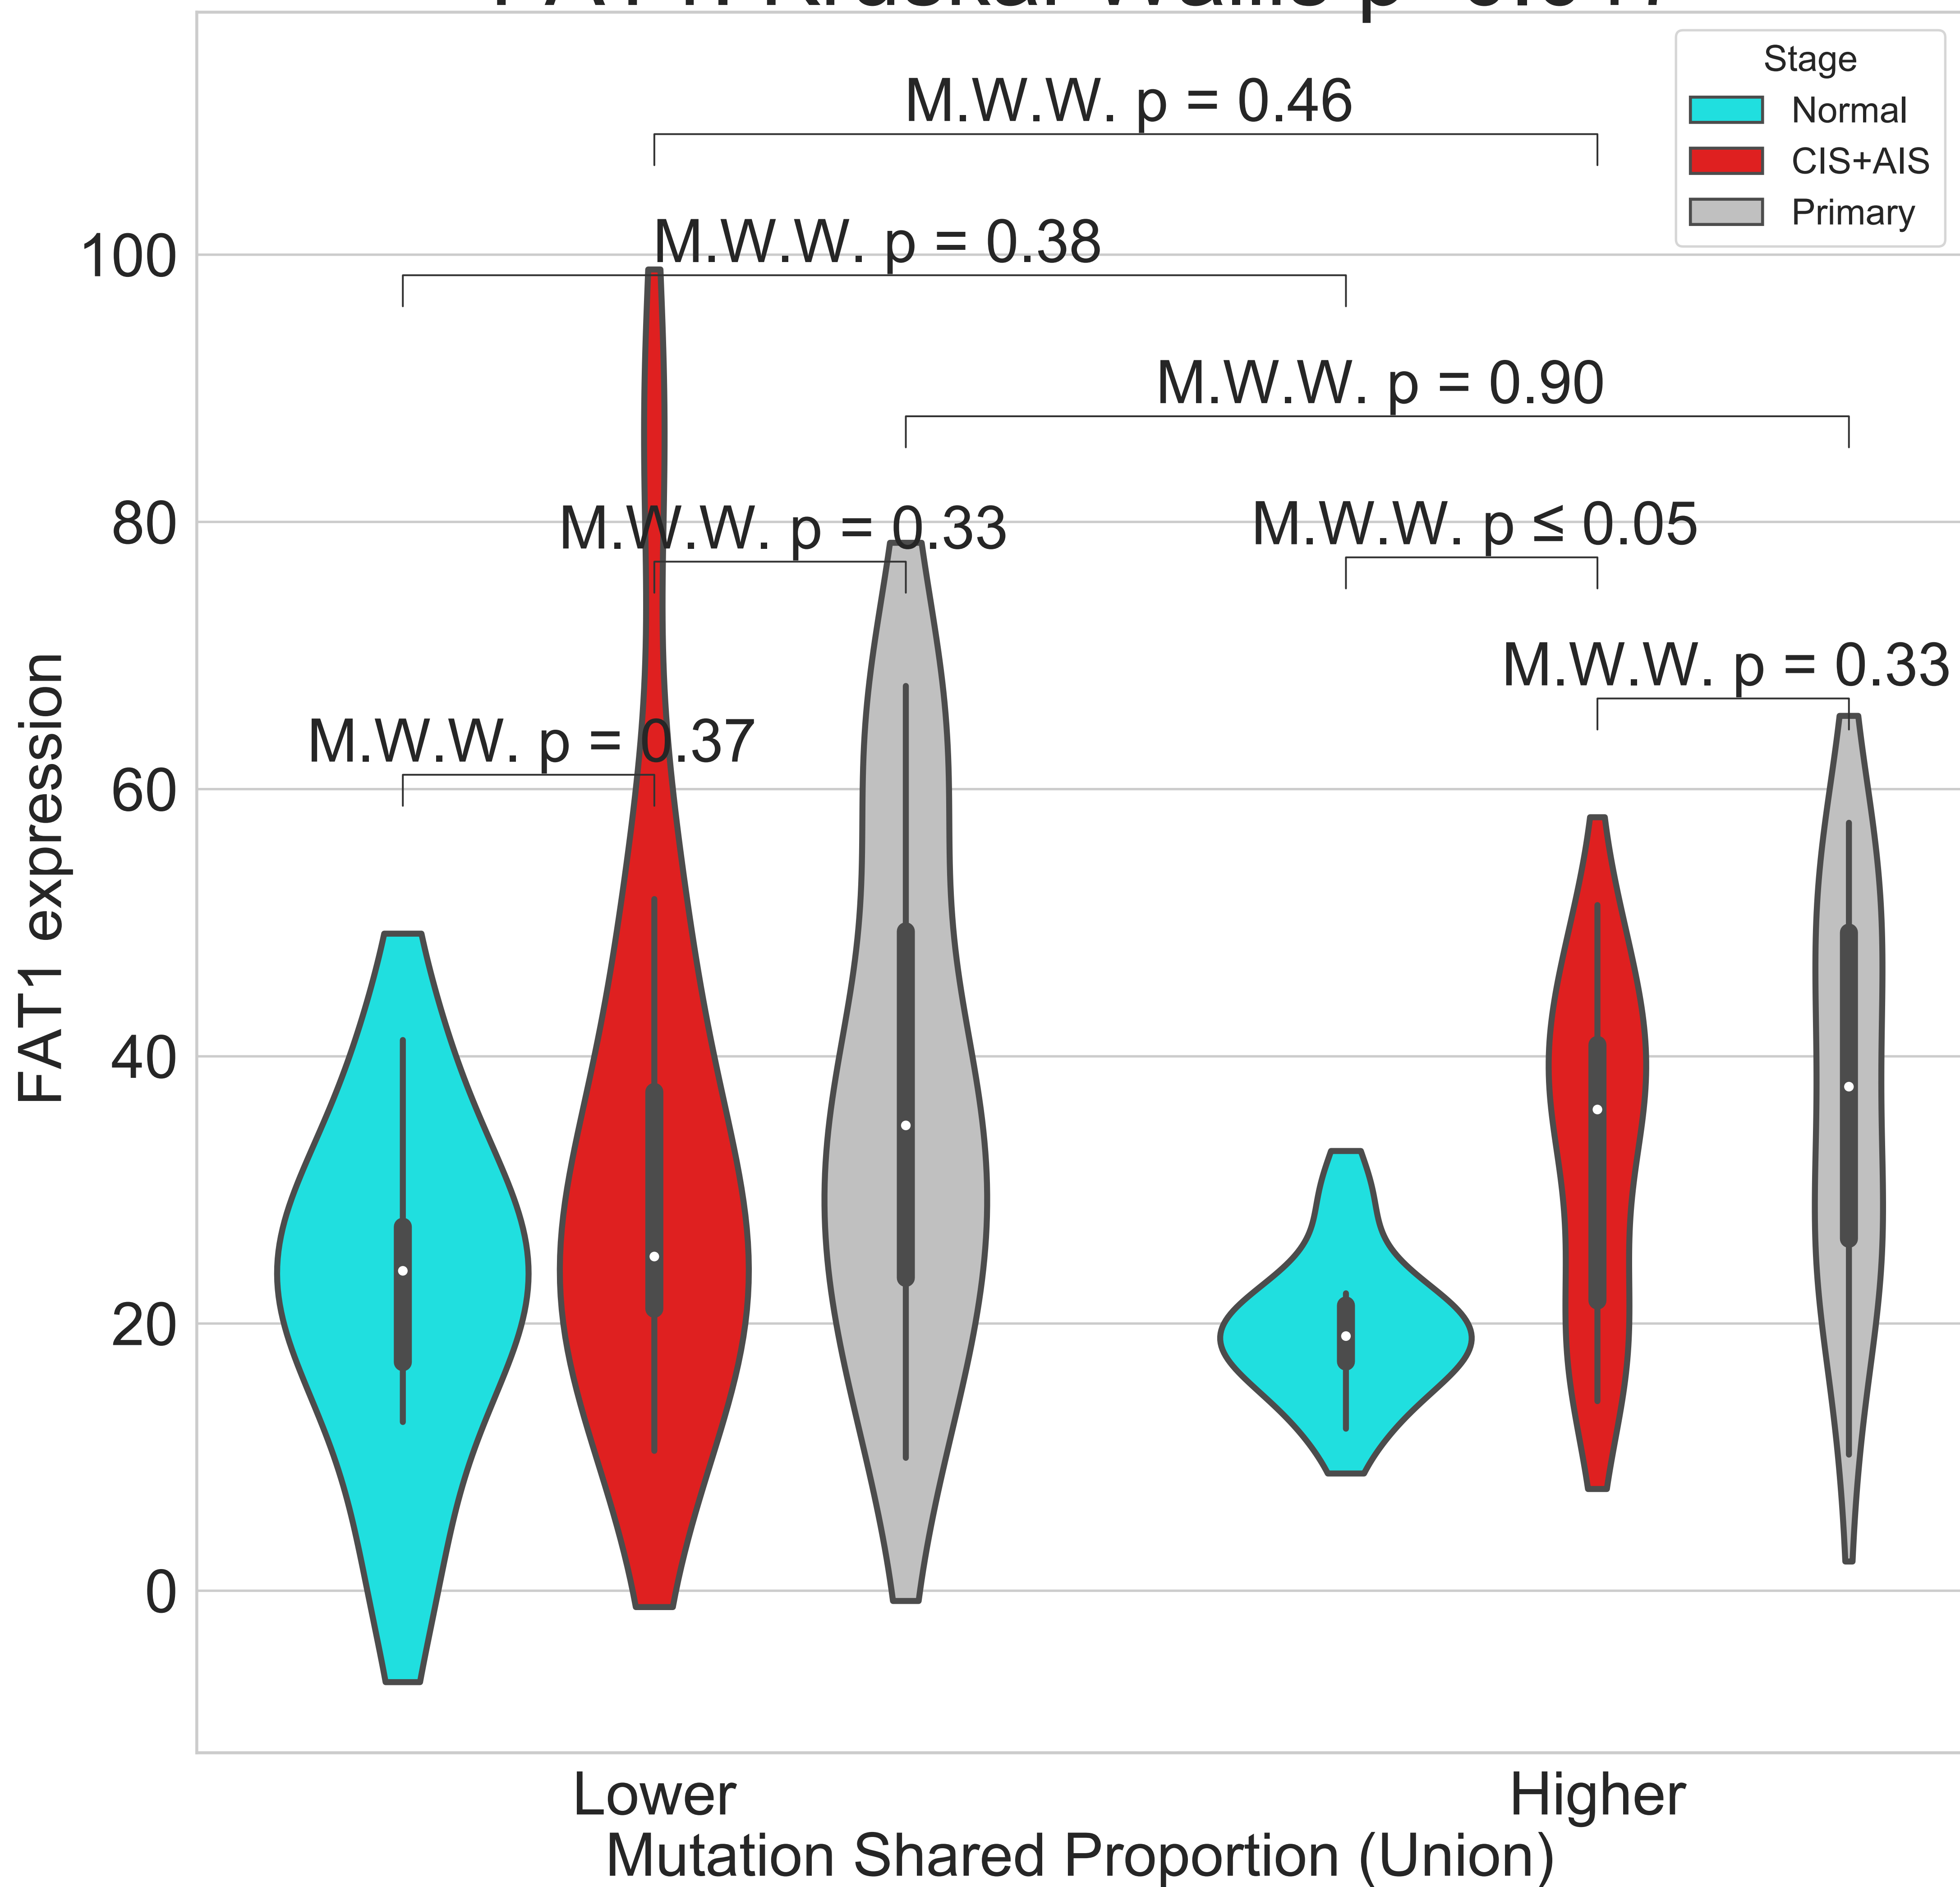 Stage
Normal
CIS+AIS
Primary
M.W.W. p = 0.46
M.W.W. p = 0.38
M.W.W. p = 0.90
M.W.W. p = 0.33
M.W.W. p ≤ 0.05
M.W.W. p = 0.33
M.W.W. p = 0.37
100
80
60
40
20
0
FAT1 expression
Lower
Higher
Mutation Shared Proportion (Union)